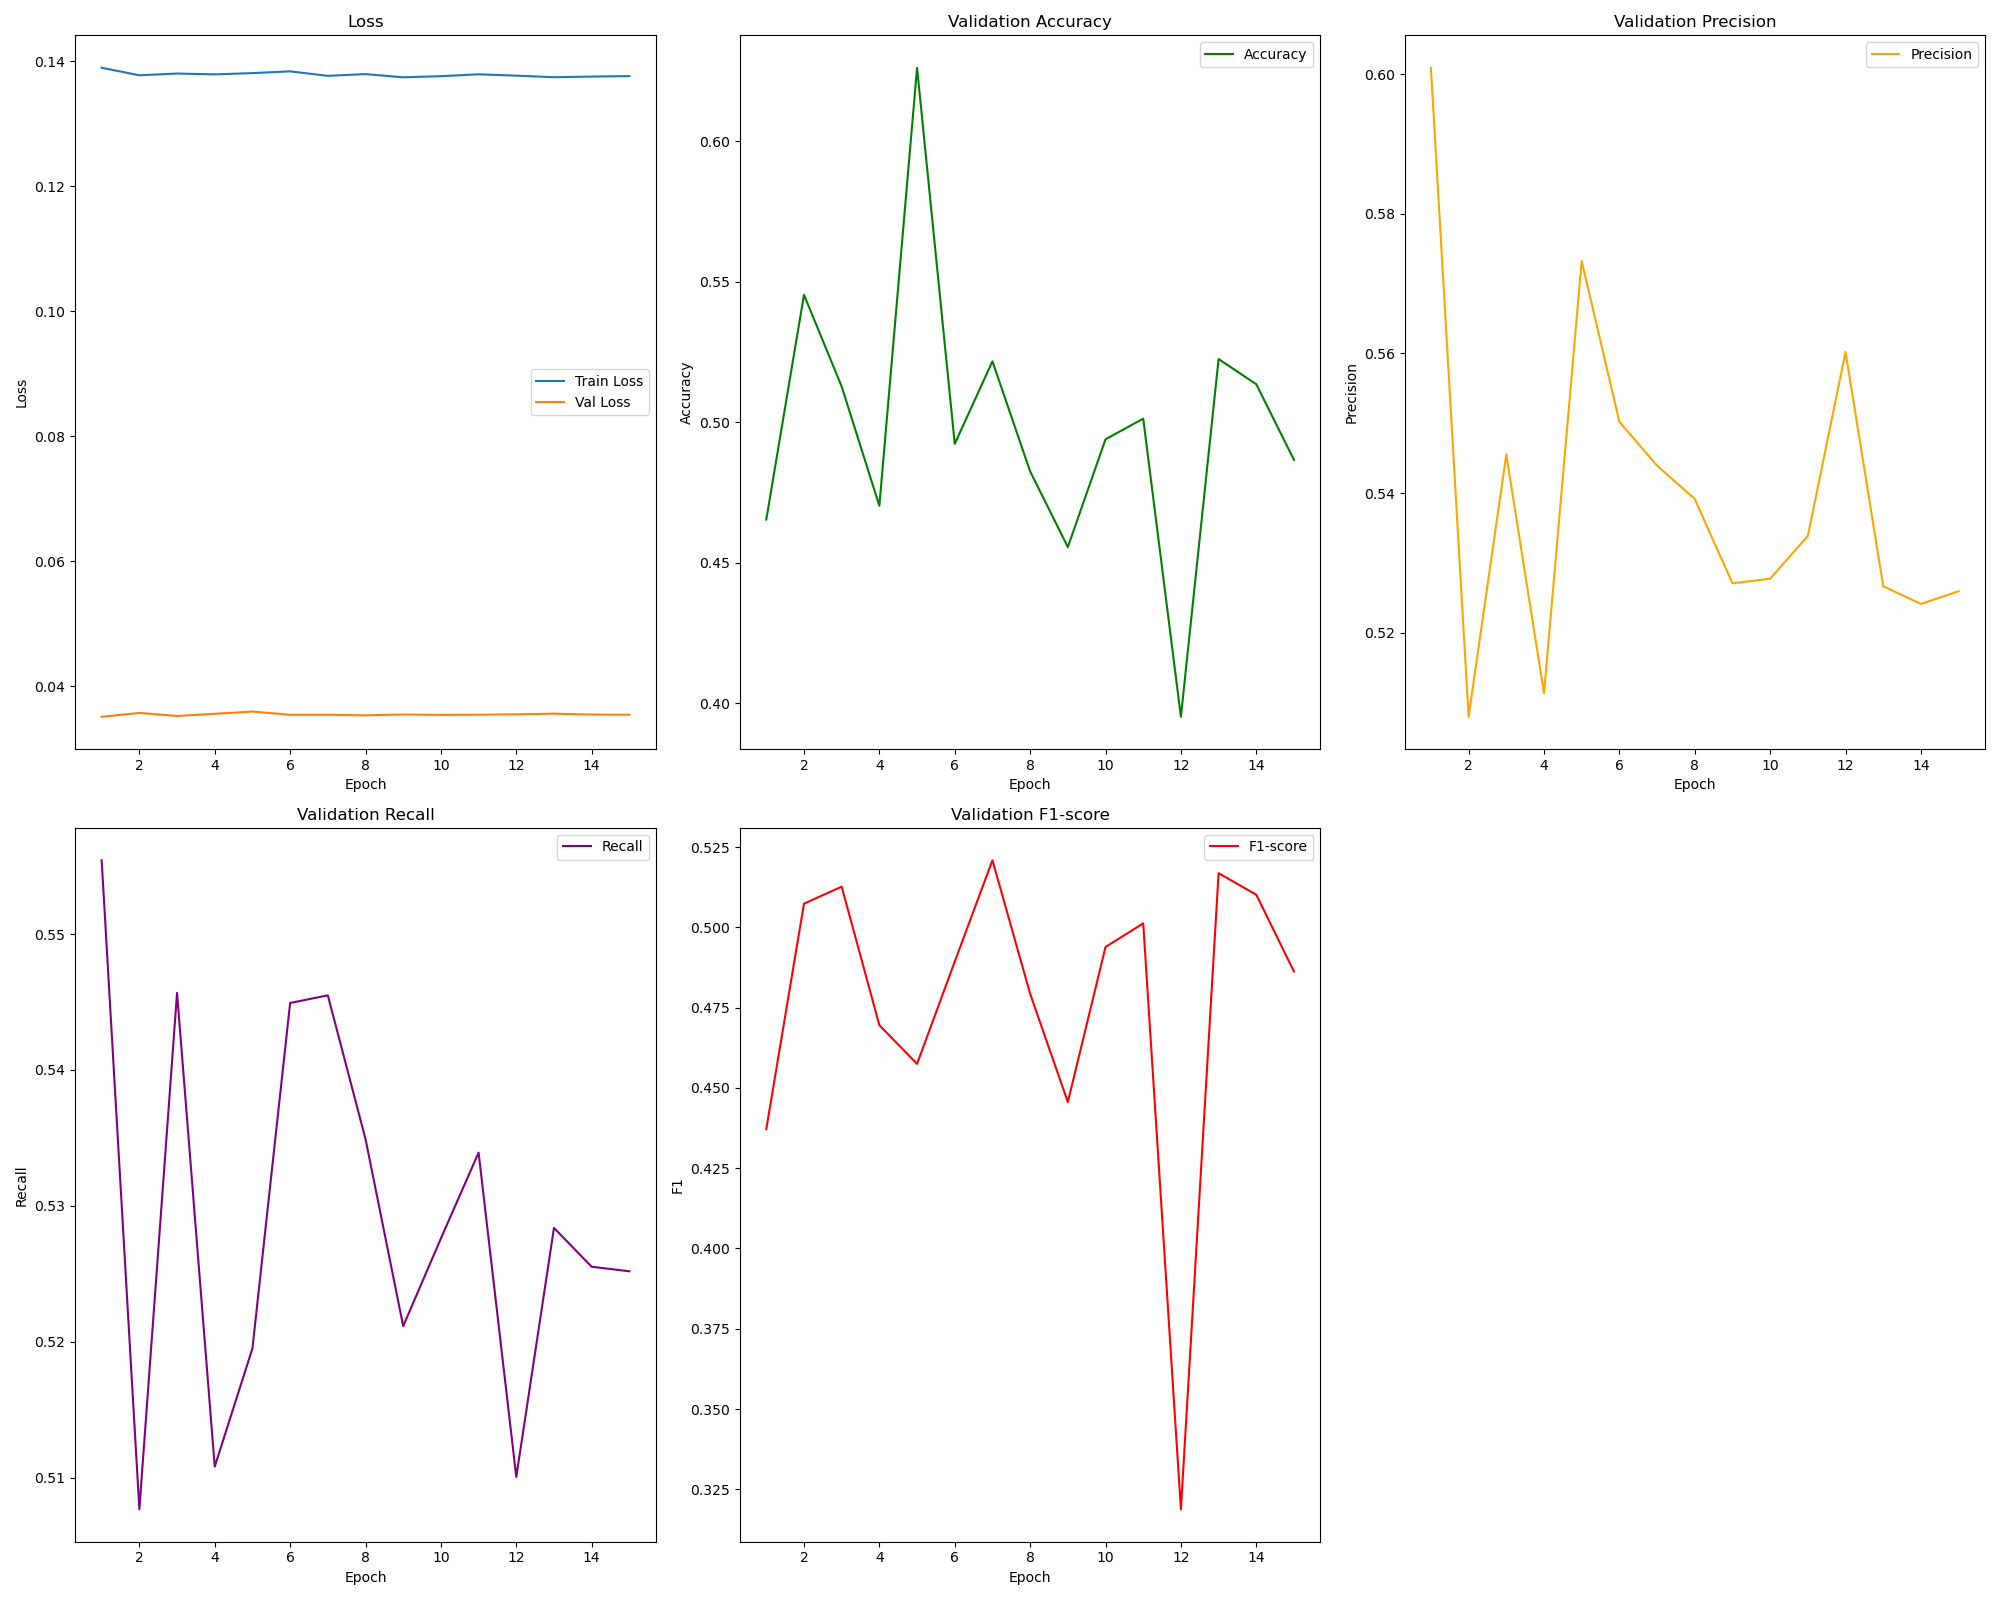 Loss
0.14
0.12
0.10
0.08
0.06
0.04
Loss
Train Loss
Val Loss
2 4 6 8 10 12 14
Epoch
Validation Accuracy
Accuracy
0.60
0.55
0.50
0.45
0.40
Accuracy
2 4 6 8 10 12 14
Epoch
Validation Precision
Precision
0.60
0.58
0.56
0.54
0.52
Precision
2 4 6 8 10 12 14
Epoch
Validation Recall
Recall
0.55
0.54
0.53
0.52
0.51
Recall
2 4 6 8 10 12 14
Epoch
Validation F1-score
F1-score
0.525
0.500
0.475
0.450
0.425
0.400
0.375
0.350
0.325
F1
2 4 6 8 10 12 14
Epoch